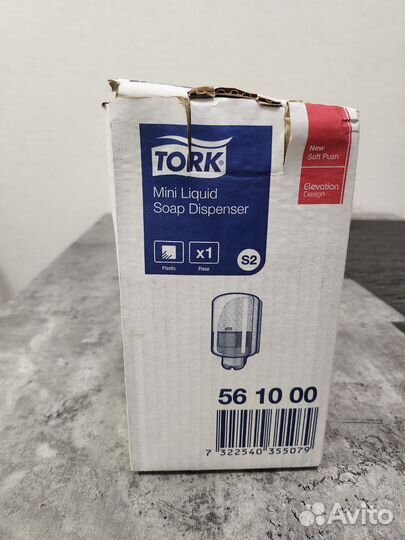 TORK
New
Soft Push
Mini Liquid
Soap Dispenser
Elevation
Design
x1
S2
Plastic
Piece
56 10 00
7 322540 355079
Avito